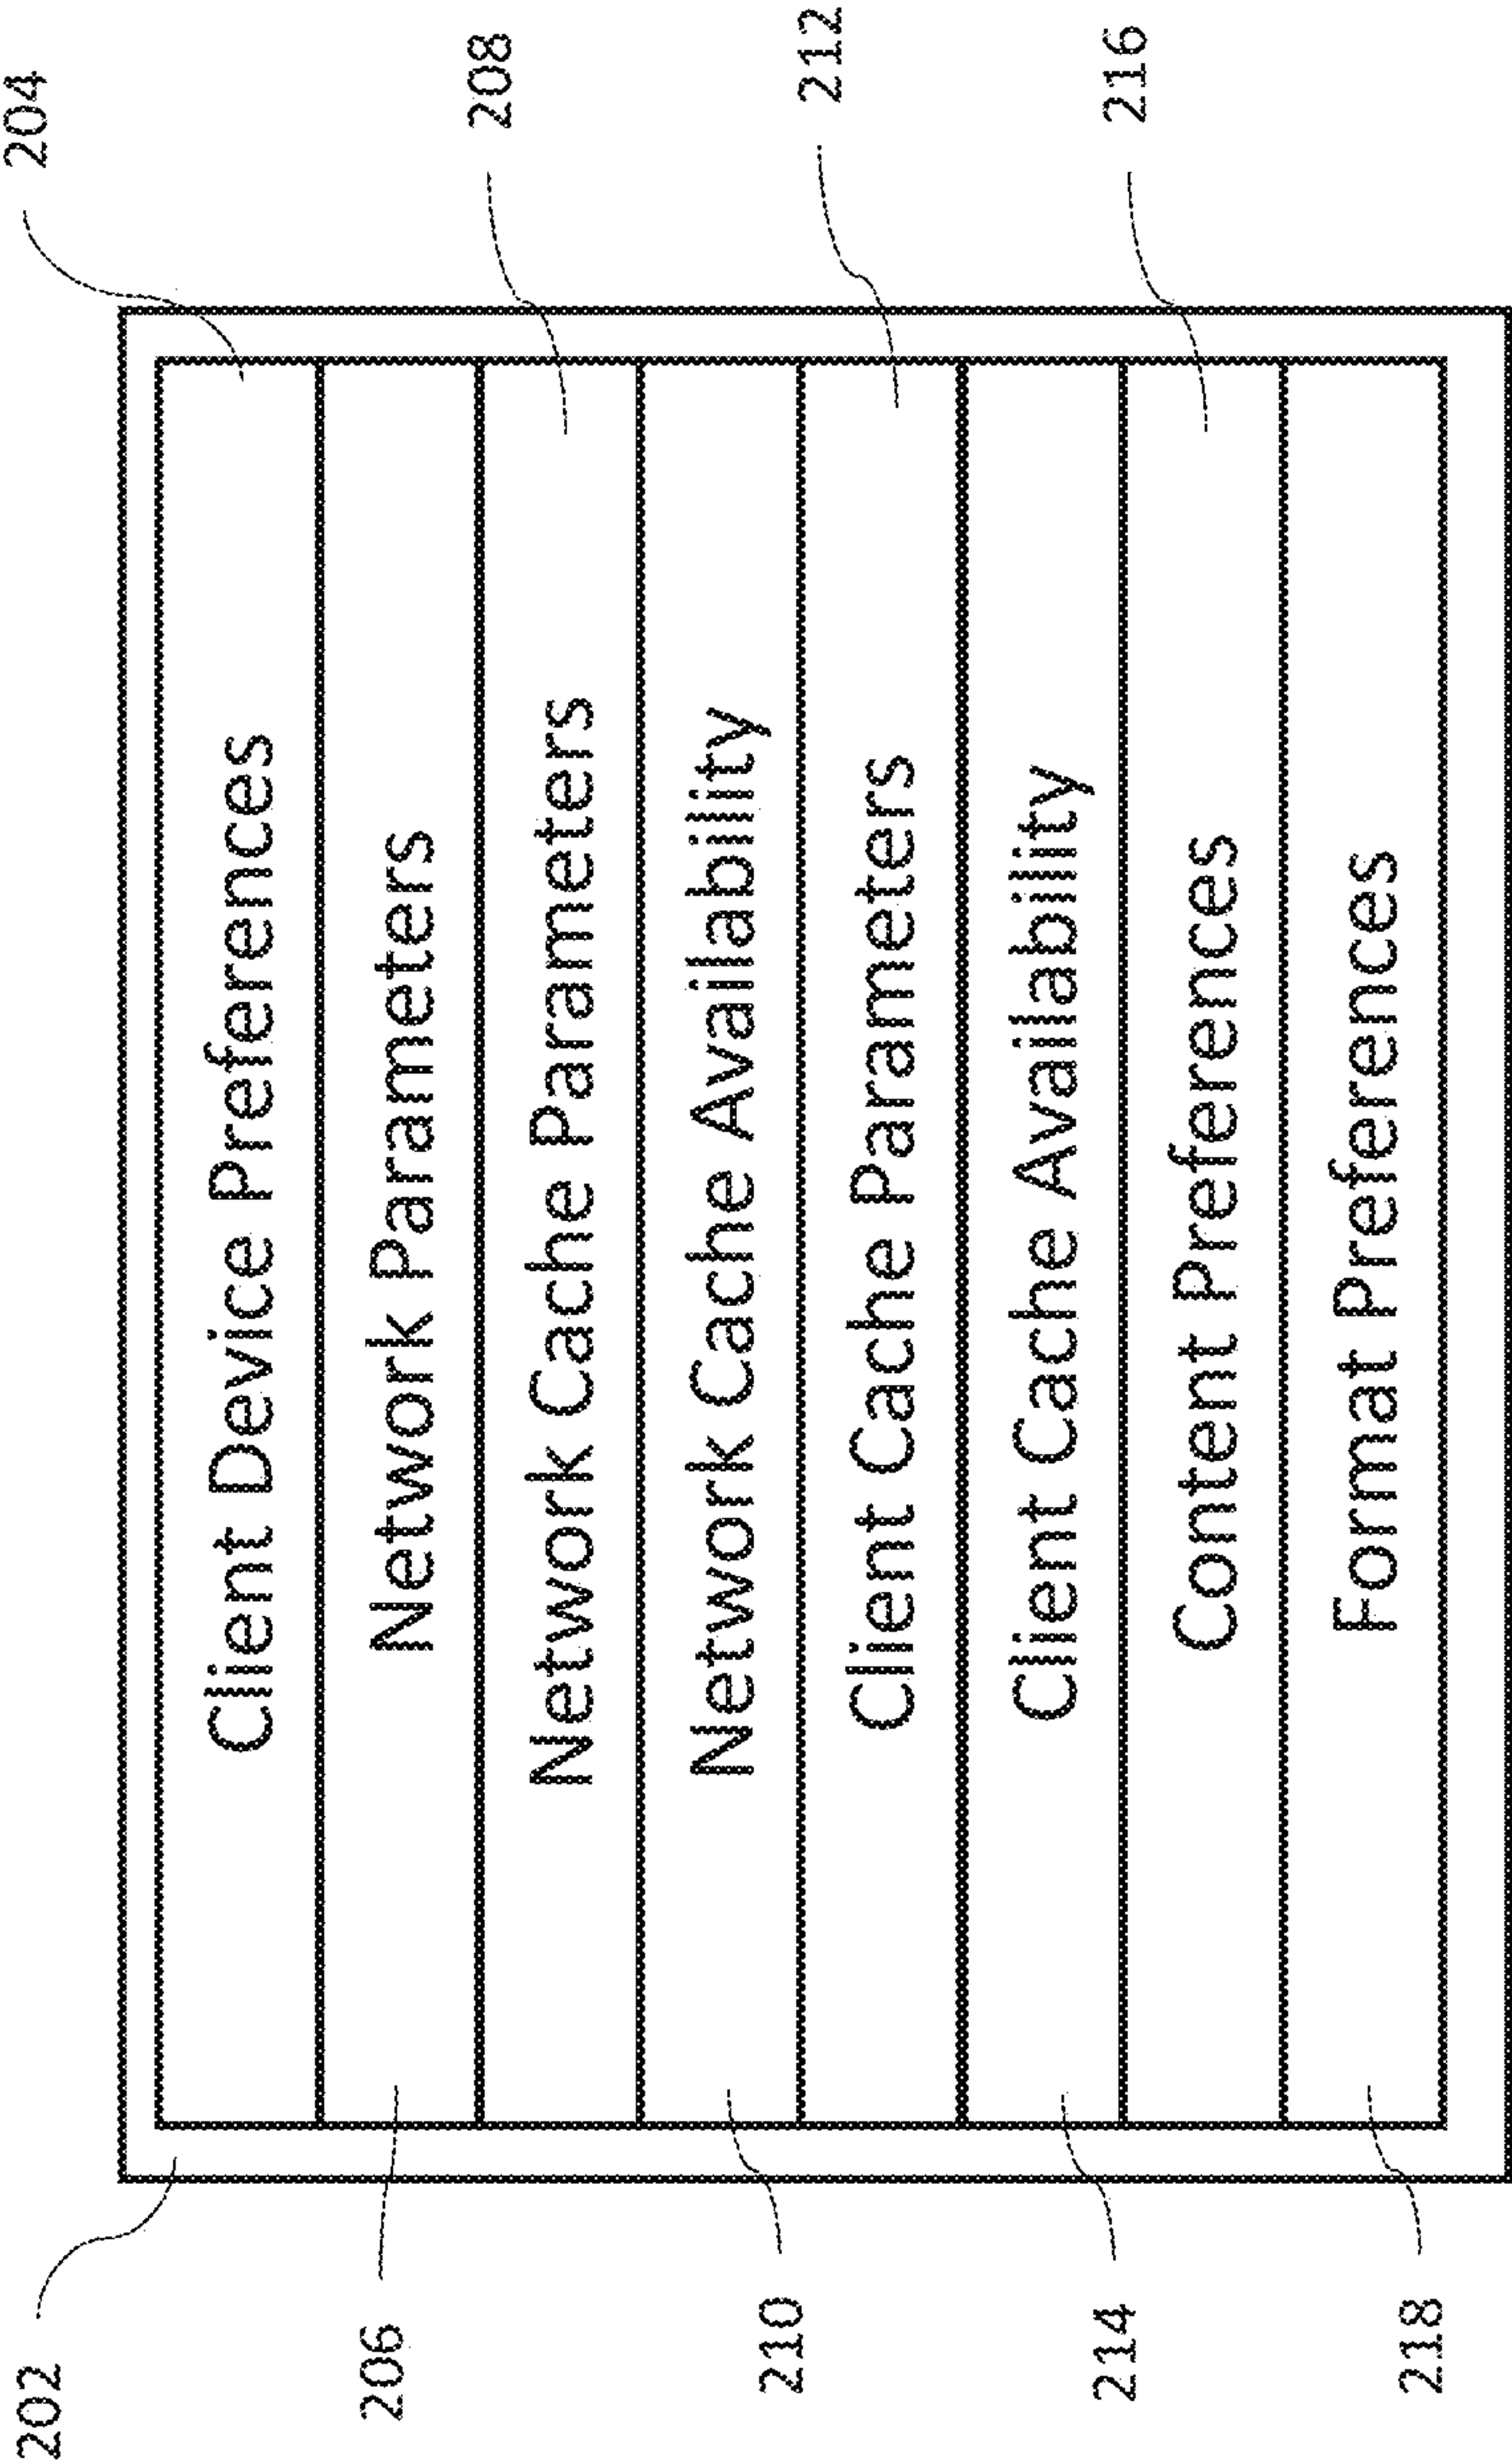 202
204
Client Device Preferences
206
Network Parameters
208
Network Cache Parameters
210
Network Cache Availability
212
Client Cache Parameters
214
Client Cache Availability
216
Content Preferences
218
Format Preferences